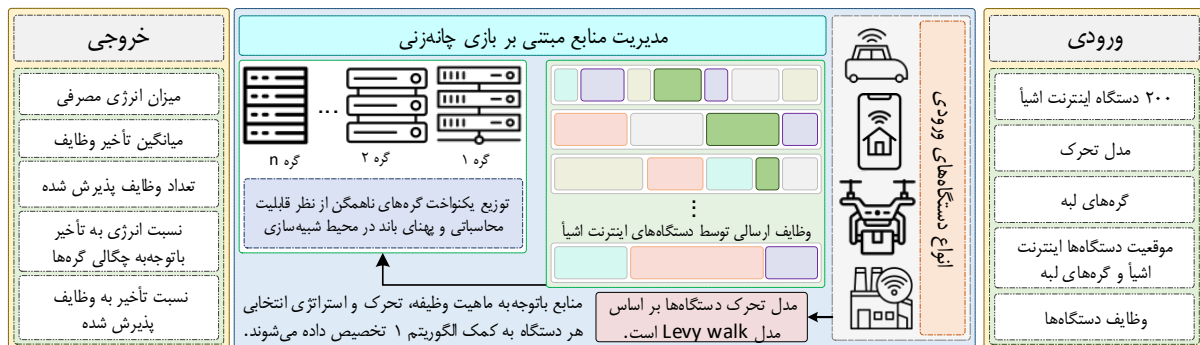 ورودی
۲۰۰ دستگاه اینترنت اشیأ
مدل تحرک
گره‌های لبه
موقعیت دستگاه‌ها اینترنت
اشیأ و گره‌های لبه
وظایف دستگاه‌ها
انواع دستگاه‌های ورودی
مدیریت منابع مبتنی بر بازی چانه‌زنی
وظایف ارسالی توسط دستگاه‌های اینترنت اشیأ
...
گره ۱
گره ۲
گره n
توزیع یکنواخت گره‌های ناهمگن از نظر قابلیت
محاسباتی و پهنای باند در محیط شبیه‌سازی
مدل تحرک دستگاه‌ها بر اساس
مدل Levy walk است.
منابع باتوجه‌به ماهیت وظیفه، تحرک و استراتژی انتخابی
هر دستگاه به کمک الگوریتم ۱ تخصیص داده می‌شوند.
خروجی
میزان انرژی مصرفی
میانگین تأخیر وظایف
تعداد وظایف پذیرش شده
نسبت انرژی به تأخیر
باتوجه‌به چگالی گره‌ها
نسبت تأخیر به وظایف
پذیرش شده